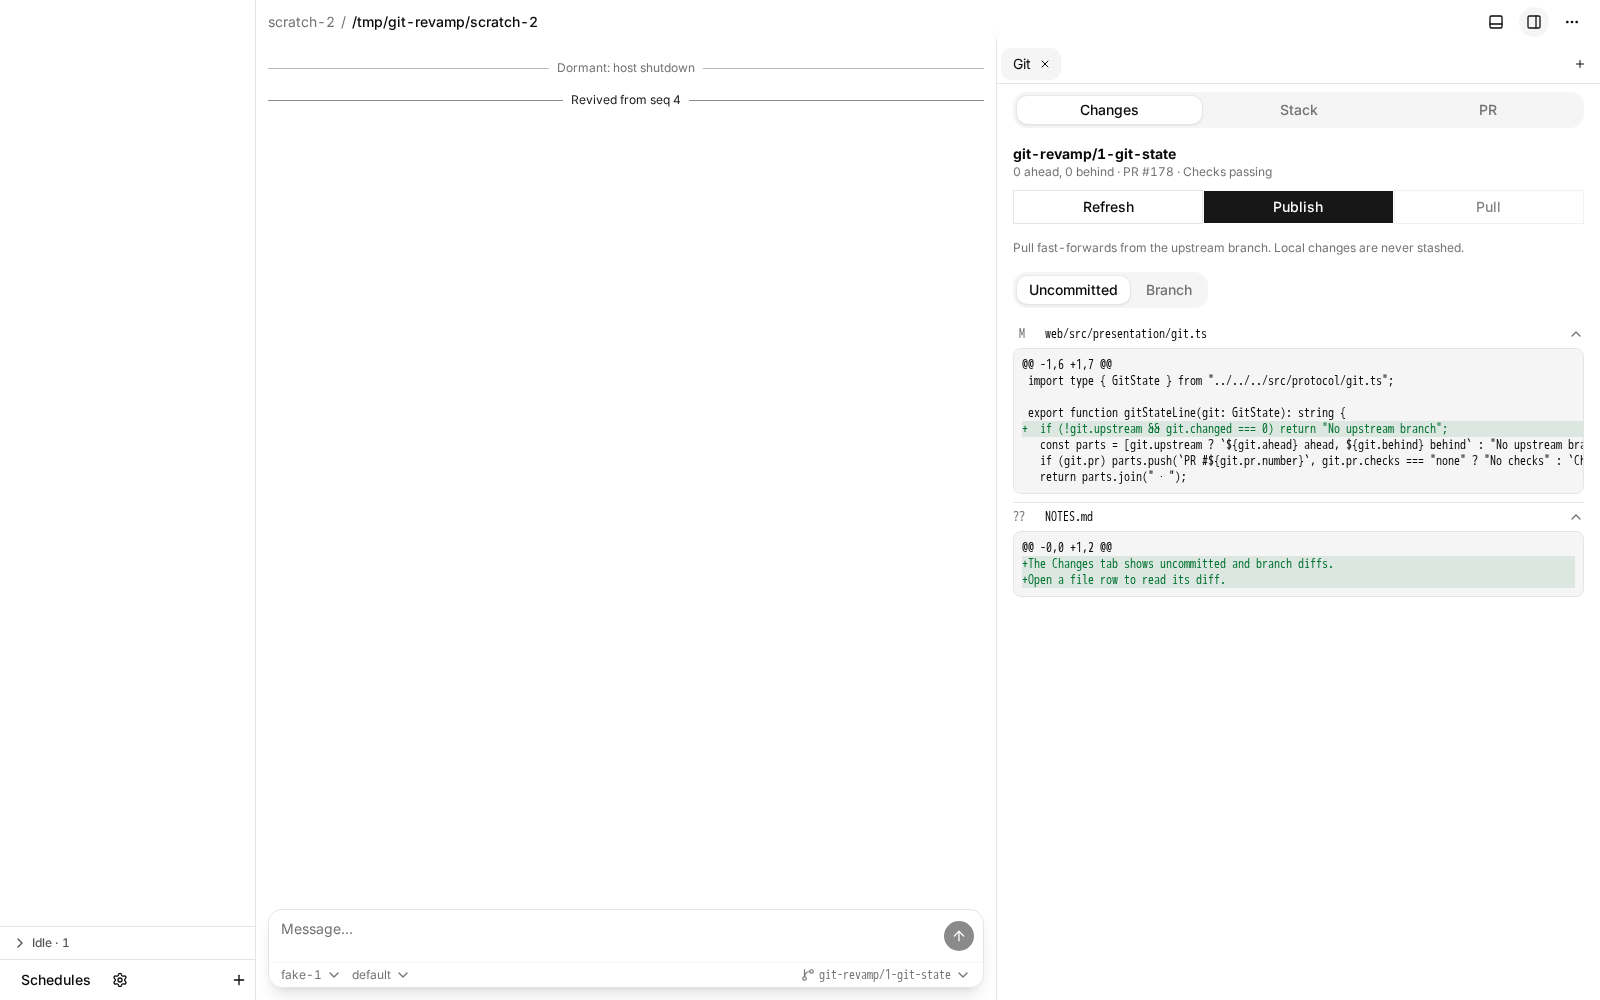 scratch-2 / /tmp/git-revamp/scratch-2
Dormant: host shutdown
Revived from seq 4
Git
Changes
Stack
PR
git-revamp/1-git-state
0 ahead, 0 behind · PR #178 · Checks passing
Refresh
Publish
Pull
Pull fast-forwards from the upstream branch. Local changes are never stashed.
Uncommitted
Branch
M web/src/presentation/git.ts
@@ -1,6 +1,7 @@
import type { GitState } from "../../../src/protocol/git.ts";
export function gitStateLine(git: GitState): string {
+  if (!git.upstream && git.changed === 0) return "No upstream branch";
const parts = [git.upstream ? `${git.ahead} ahead, ${git.behind} behind` : "No upstream bra
if (git.pr) parts.push(`PR #${git.pr.number}`, git.pr.checks === "none" ? "No checks" : `Ch
return parts.join(" · ");
?? NOTES.md
@@ -0,0 +1,2 @@
+The Changes tab shows uncommitted and branch diffs.
+Open a file row to read its diff.
Message...
fake-1
default
git-revamp/1-git-state
Idle · 1
Schedules